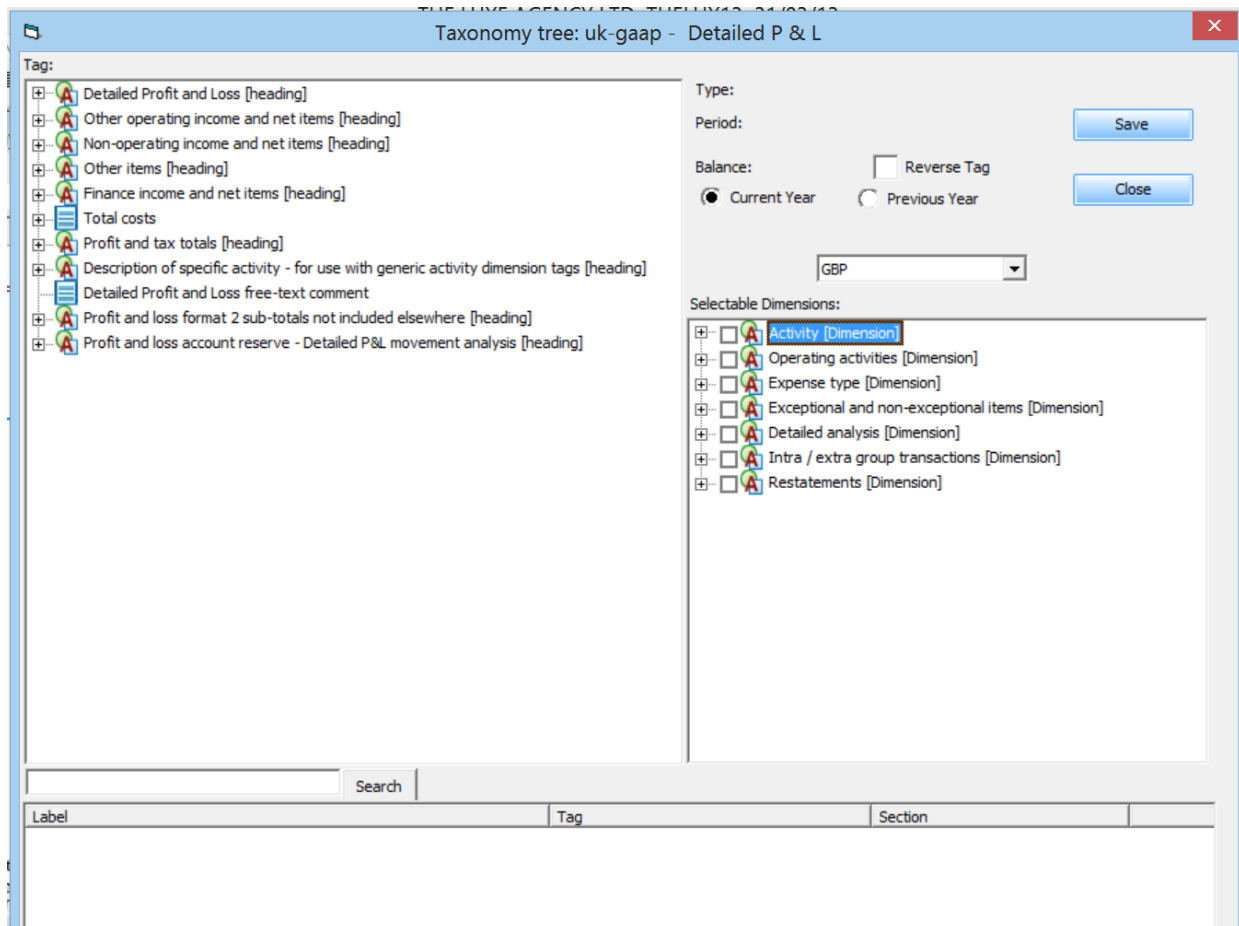 Taxonomy tree: uk-gaap - Detailed P & L
Tag:
Detailed Profit and Loss [heading]
Other operating income and net items [heading]
Non-operating income and net items [heading]
Other items [heading]
Finance income and net items [heading]
Total costs
Profit and tax totals [heading]
Description of specific activity - for use with generic activity dimension tags [heading]
Detailed Profit and Loss free-text comment
Profit and loss format 2 sub-totals not included elsewhere [heading]
Profit and loss account reserve - Detailed P&L movement analysis [heading]
Type:
Period:
Save
Balance:
Reverse Tag
Close
Current Year
Previous Year
GBP
Selectable Dimensions:
Activity [Dimension]
Operating activities [Dimension]
Expense type [Dimension]
Exceptional and non-exceptional items [Dimension]
Detailed analysis [Dimension]
Intra / extra group transactions [Dimension]
Restatements [Dimension]
Search
Label
Tag
Section